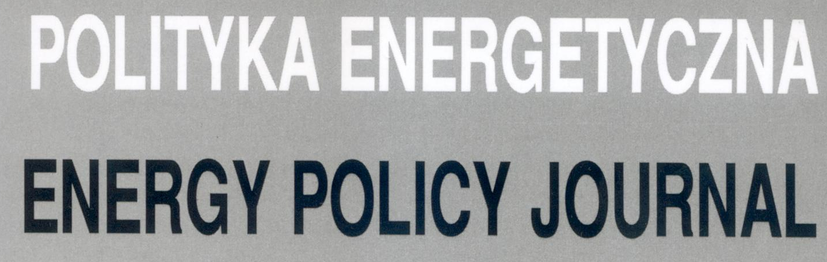 POLITYKA ENERGETYCZNA
ENERGY POLICY JOURNAL